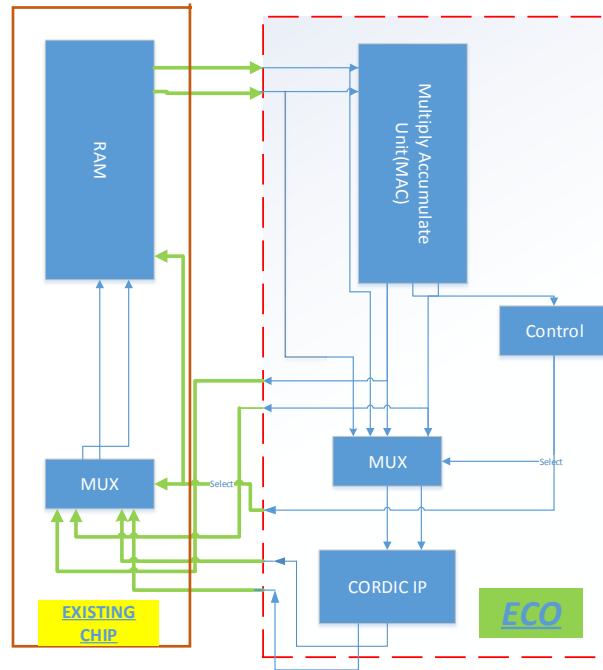 RAM
Multiply Accumulate
Unit(MAC)
Control
MUX
Select
MUX
Select
CORDIC IP
EXISTING
CHIP
ECO